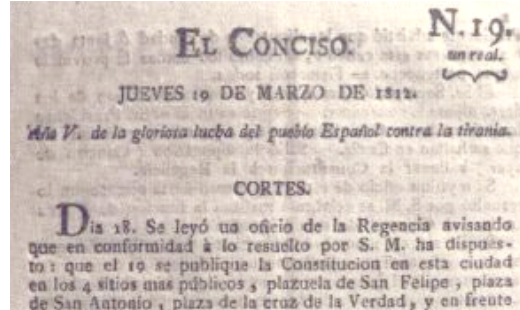 N. 19.
EL CONCISO.
un real.
JUEVES 19 DE MARZO DE 1812.
Año V. de la gloriosa lucha del pueblo Español contra la tirania.
CORTES.
Dia 18. Se leyó un oficio de la Regencia avisando
que en conformidad à lo resuelto por S. M. ha dispues-
to: que el 19 se publique la Constitucion en esta ciudad
en los 4 sitios mas públicos, plazuela de San Felipe, plaza
de San Antonio, plaza de la cruz de la Verdad, y en frente